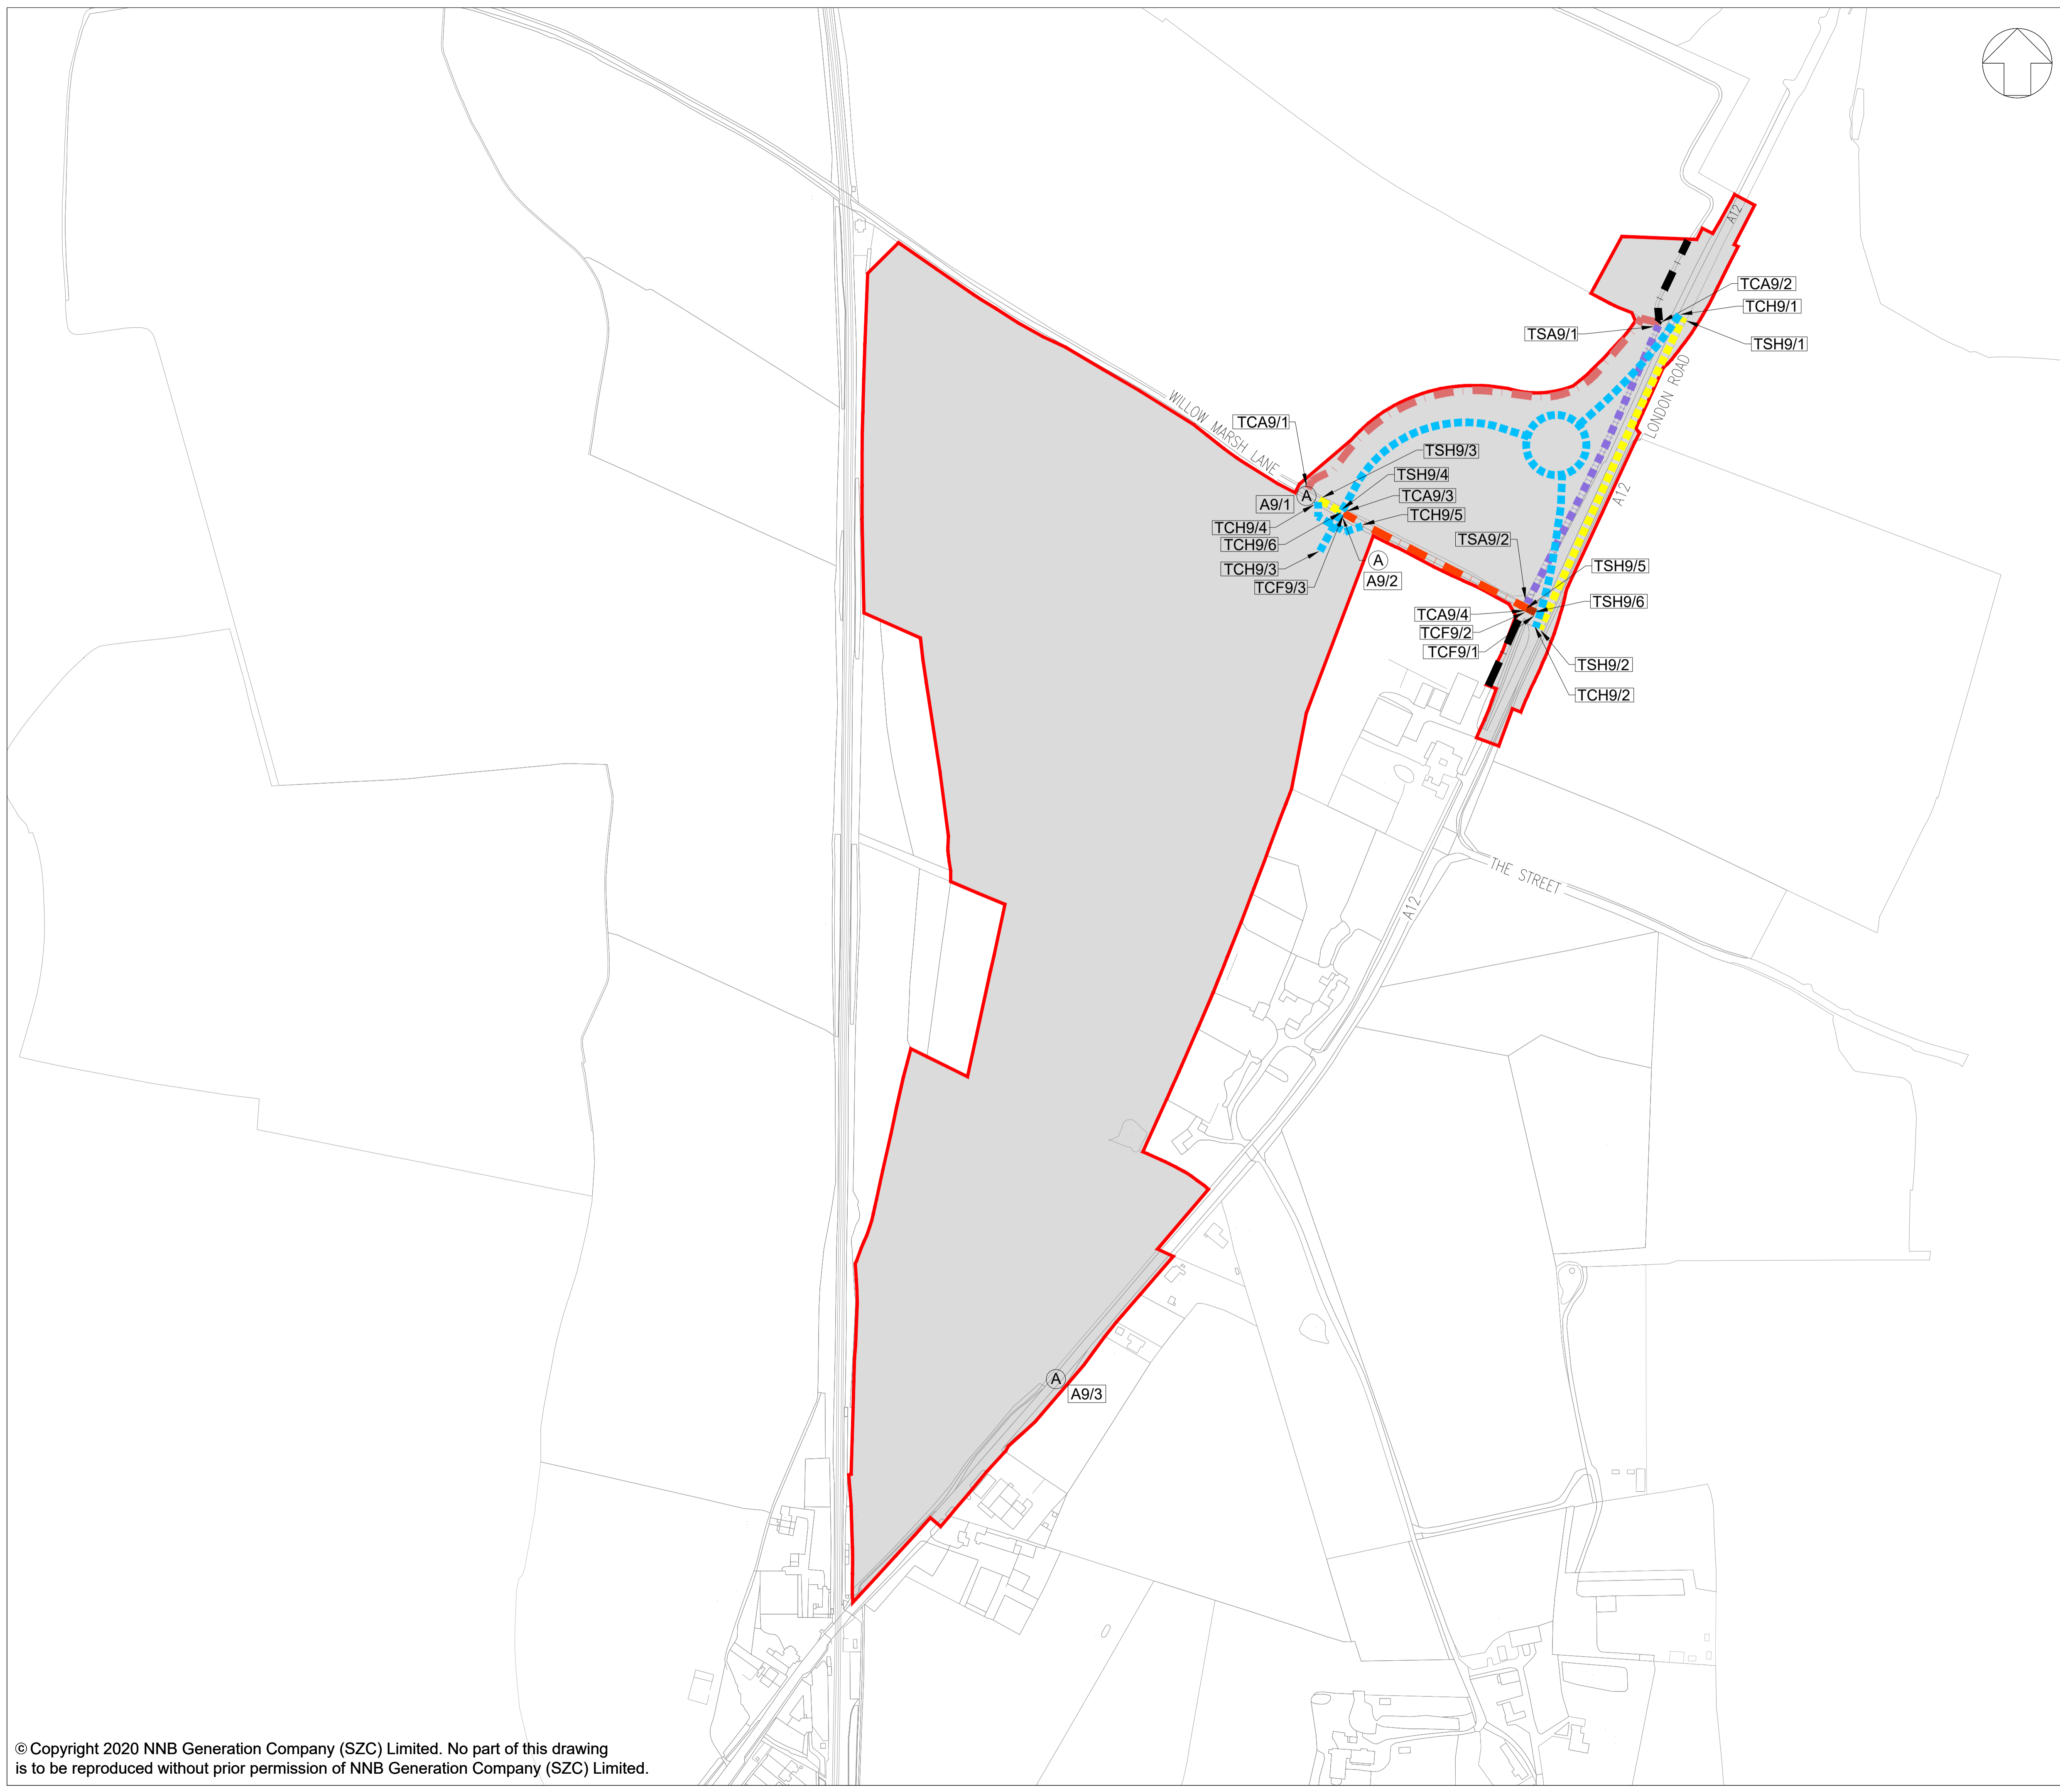 A12
TCA9/2
TCH9/1
TSA9/1
TSH9/1
LONDON ROAD
WILLOW MARSH LANE
TCA9/1
TSH9/3
TSH9/4
A
TCA9/3
A9/1
A12
TCH9/5
TCH9/4
TSA9/2
TCH9/6
A
TSH9/5
TCH9/3
A9/2
TCF9/3
TSH9/6
TCA9/4
TCF9/2
TCF9/1
TSH9/2
TCH9/2
THE STREET
A12
A
A9/3
© Copyright 2020 NNB Generation Company (SZC) Limited. No part of this drawing
is to be reproduced without prior permission of NNB Generation Company (SZC) Limited.